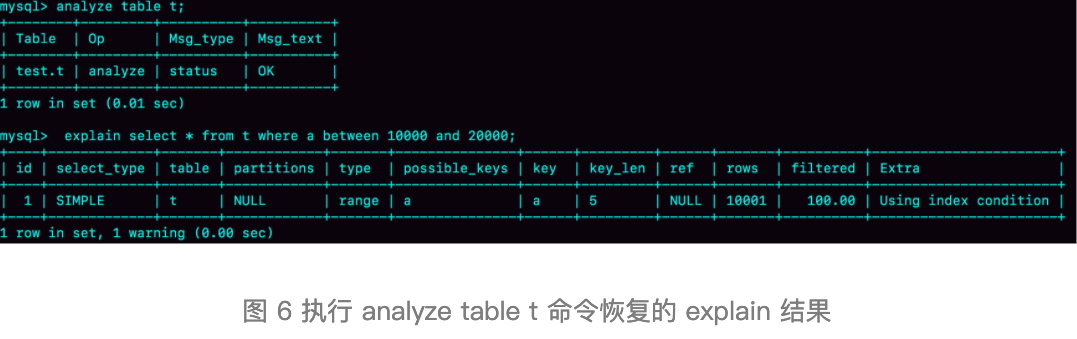 mysql> analyze table t;
+--------+---------+----------+----------+
| Table  | Op      | Msg_type | Msg_text |
+--------+---------+----------+----------+
| test.t | analyze | status   | OK       |
+--------+---------+----------+----------+
1 row in set (0.01 sec)
mysql>  explain select * from t where a between 10000 and 20000;
+----+-------------+-------+------------+-------+---------------+------+---------+------+-------+----------+-----------------------+
| id | select_type | table | partitions | type  | possible_keys | key  | key_len | ref  | rows  | filtered | Extra                 |
+----+-------------+-------+------------+-------+---------------+------+---------+------+-------+----------+-----------------------+
|  1 | SIMPLE      | t     | NULL       | range | a             | a    | 5       | NULL | 10001 |   100.00 | Using index condition |
+----+-------------+-------+------------+-------+---------------+------+---------+------+-------+----------+-----------------------+
1 row in set, 1 warning (0.00 sec)
图 6 执行 analyze table t 命令恢复的 explain 结果